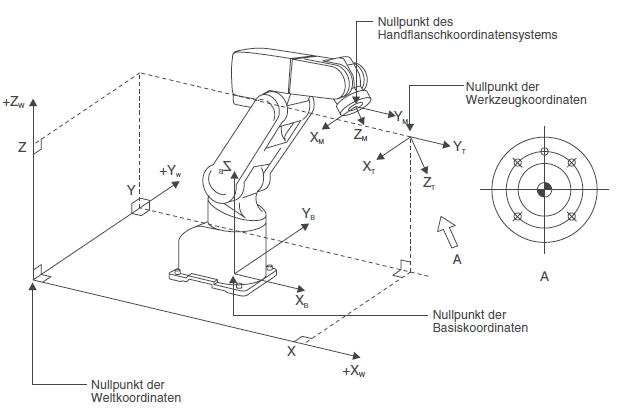 Nullpunkt des
Handflanschkoordinatensystems
Nullpunkt der
Werkzeugkoordinaten
+Zw
Z
YM
XM
ZM
YT
XT
ZT
+Yw
Y
ZB
YB
XB
A
A
X
+Xw
Nullpunkt der
Basiskoordinaten
Nullpunkt der
Weltkoordinaten